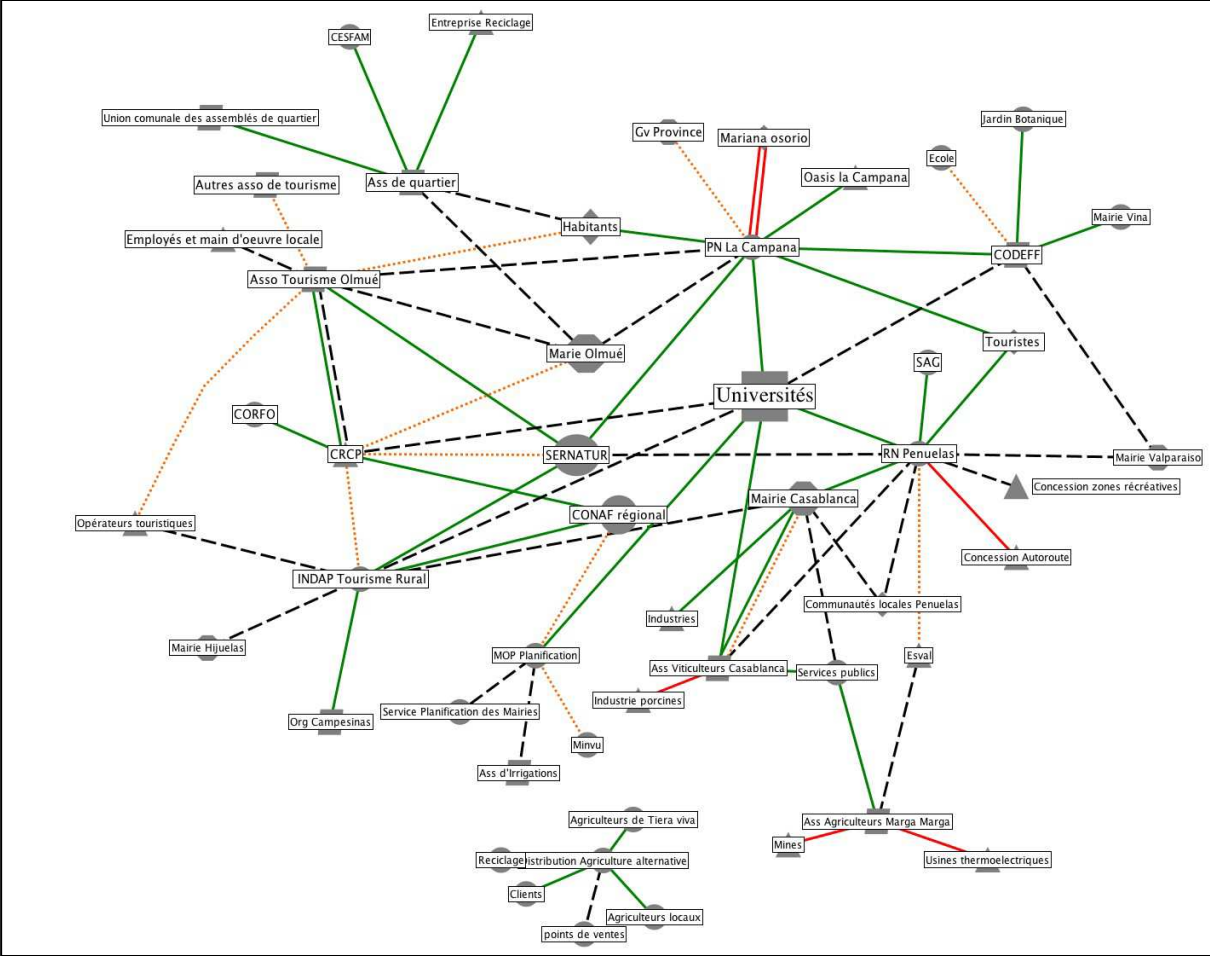 Entreprise Reciclage
CESFAM
Union comunale des assemblés de quartier
Gv Province
Mariana osorio
Jardin Botanique
Ecole
Autres asso de tourisme
Ass de quartier
Oasis la Campana
Mairie Vina
Habitants
Employés et main d'oeuvre locale
PN La Campana
CODEFF
Asso Tourisme Olmué
Marie Olmué
Touristes
SAG
Universités
CORFO
CRCP
SERNATUR
RN Penuelas
Mairie Valparaiso
Concession zones récréatives
Mairie Casablanca
CONAF régional
Opérateurs touristiques
Concession Autoroute
INDAP Tourisme Rural
Communautés locales Penuelas
Industries
Mairie Hijuelas
MOP Planification
Ass Viticulteurs Casablanca
Services publics
Esval
Industrie porcines
Service Planification des Mairies
Org Campesinas
Minvu
Ass d'Irrigations
Agriculteurs de Tiera viva
Ass Agriculteurs Marga Marga
Mines
Usines thermoelectriques
Reciclage
istribution Agriculture alternative
Clients
Agriculteurs locaux
points de ventes